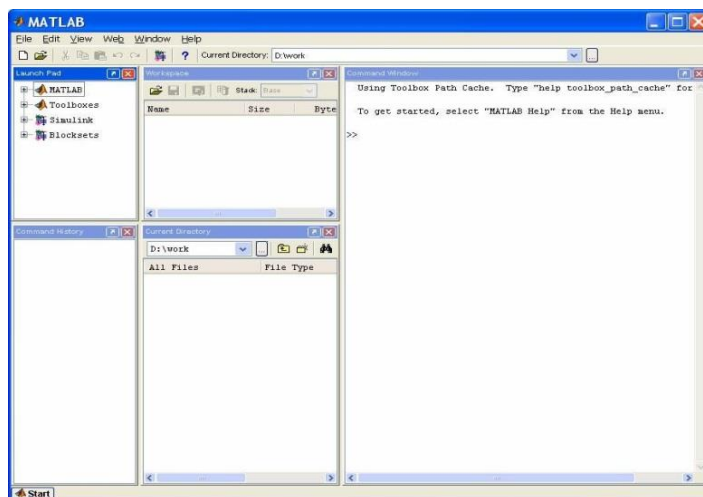 MATLAB
File Edit View Web Window Help
? Current Directory: D:\work ...
Launch Pad
MATLAB
Toolboxes
Simulink
Blocksets
Workspace
Stack: Base
Name Size Byte
Command Window
Using Toolbox Path Cache. Type "help toolbox_path_cache" for
To get started, select "MATLAB Help" from the Help menu.
>>
Command History
Current Directory
D:\work ...
All Files File Type
Start